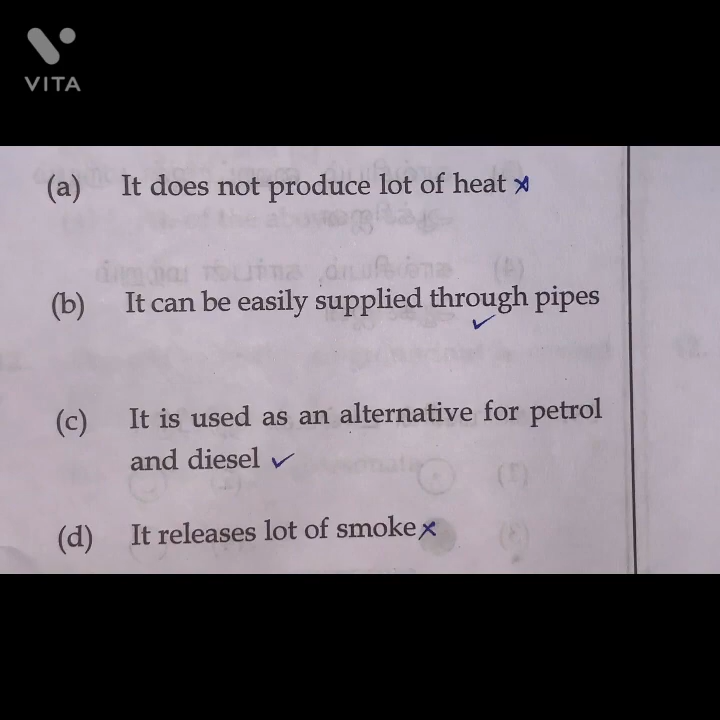 VITA
(a) It does not produce lot of heat
(b) It can be easily supplied through pipes
(c) It is used as an alternative for petrol
and diesel
(d) It releases lot of smoke